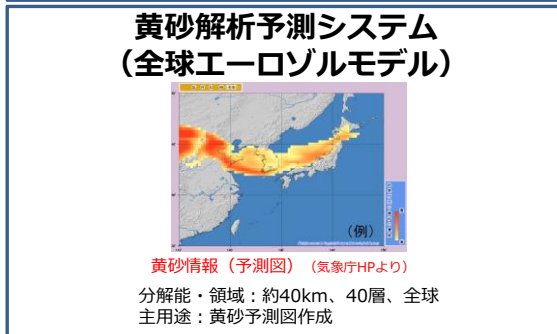 黄砂解析予測システム
（全球エーロゾルモデル）
（例）
黄砂情報（予測図）（気象庁HPより）
分解能・領域：約40km、40層、全球
主用途：黄砂予測図作成